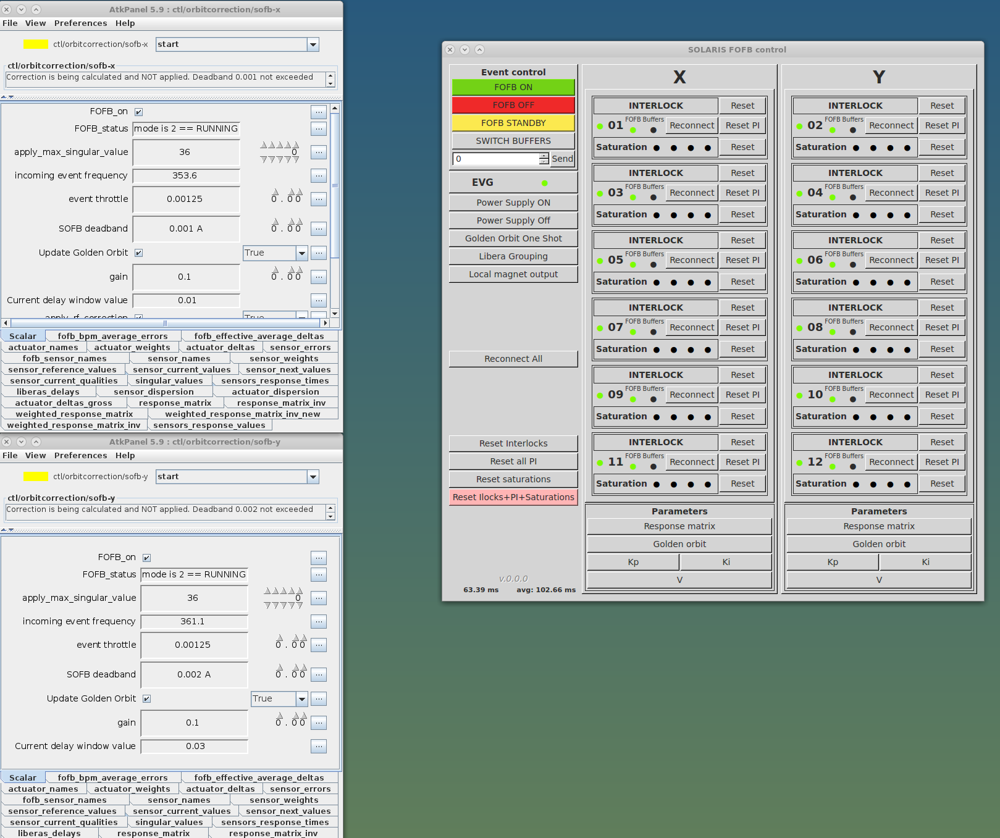 AtkPanel 5.9 : ctl/orbitcorrection/sofb-x
File View Preferences Help
ctl/orbitcorrection/sofb-x start
ctl/orbitcorrection/sofb-x
Correction is being calculated and NOT applied. Deadband 0.001 not exceeded
FOFB_on ...
FOFB_status mode is 2 == RUNNING ...
apply_max_singular_value 36 0 ...
incoming event frequency 353.6 ...
event throttle 0.00125 0.00 ...
SOFB deadband 0.001 A 0.00 ...
Update Golden Orbit True ...
gain 0.1 0.00 ...
Current delay window value 0.01 ...
apply_rf_correction True
Scalar fofb_bpm_average_errors fofb_effective_average_deltas
actuator_names actuator_weights actuator_deltas sensor_errors
fofb_sensor_names sensor_names sensor_weights
sensor_reference_values sensor_current_values sensor_next_values
sensor_current_qualities singular_values sensors_response_times
liberas_delays sensor_dispersion actuator_dispersion
actuator_deltas_gross response_matrix response_matrix_inv
weighted_response_matrix weighted_response_matrix_inv_new
weighted_response_matrix_inv sensors_response_values
AtkPanel 5.9 : ctl/orbitcorrection/sofb-y
File View Preferences Help
ctl/orbitcorrection/sofb-y start
ctl/orbitcorrection/sofb-y
Correction is being calculated and NOT applied. Deadband 0.002 not exceeded
FOFB_on ...
FOFB_status mode is 2 == RUNNING ...
apply_max_singular_value 36 0 ...
incoming event frequency 361.1 ...
event throttle 0.00125 0.00 ...
SOFB deadband 0.002 A 0.00 ...
Update Golden Orbit True ...
gain 0.1 0.00 ...
Current delay window value 0.03 ...
Scalar fofb_bpm_average_errors fofb_effective_average_deltas
actuator_names actuator_weights actuator_deltas sensor_errors
fofb_sensor_names sensor_names sensor_weights
sensor_reference_values sensor_current_values sensor_next_values
sensor_current_qualities singular_values sensors_response_times
liberas_delays response_matrix response_matrix_inv
SOLARIS FOFB control
Event control
FOFB ON
FOFB OFF
FOFB STANDBY
SWITCH BUFFERS
0 Send
EVG
Power Supply ON
Power Supply Off
Golden Orbit One Shot
Libera Grouping
Local magnet output
Reconnect All
Reset Interlocks
Reset all PI
Reset saturations
Reset Ilocks+PI+Saturations
v.0.0.0
63.39 ms avg: 102.66 ms
X
INTERLOCK Reset
01 FOFB Buffers Reconnect Reset PI
Saturation Reset
INTERLOCK Reset
03 FOFB Buffers Reconnect Reset PI
Saturation Reset
INTERLOCK Reset
05 FOFB Buffers Reconnect Reset PI
Saturation Reset
INTERLOCK Reset
07 FOFB Buffers Reconnect Reset PI
Saturation Reset
INTERLOCK Reset
09 FOFB Buffers Reconnect Reset PI
Saturation Reset
INTERLOCK Reset
11 FOFB Buffers Reconnect Reset PI
Saturation Reset
Parameters
Response matrix
Golden orbit
Kp Ki
V
Y
INTERLOCK Reset
02 FOFB Buffers Reconnect Reset PI
Saturation Reset
INTERLOCK Reset
04 FOFB Buffers Reconnect Reset PI
Saturation Reset
INTERLOCK Reset
06 FOFB Buffers Reconnect Reset PI
Saturation Reset
INTERLOCK Reset
08 FOFB Buffers Reconnect Reset PI
Saturation Reset
INTERLOCK Reset
10 FOFB Buffers Reconnect Reset PI
Saturation Reset
INTERLOCK Reset
12 FOFB Buffers Reconnect Reset PI
Saturation Reset
Parameters
Response matrix
Golden orbit
Kp Ki
V